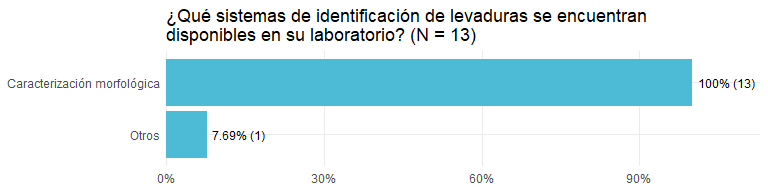 ¿Qué sistemas de identificación de levaduras se encuentran
disponibles en su laboratorio? (N = 13)
Caracterización morfológica
100% (13)
Otros
7.69% (1)
0%
30%
60%
90%